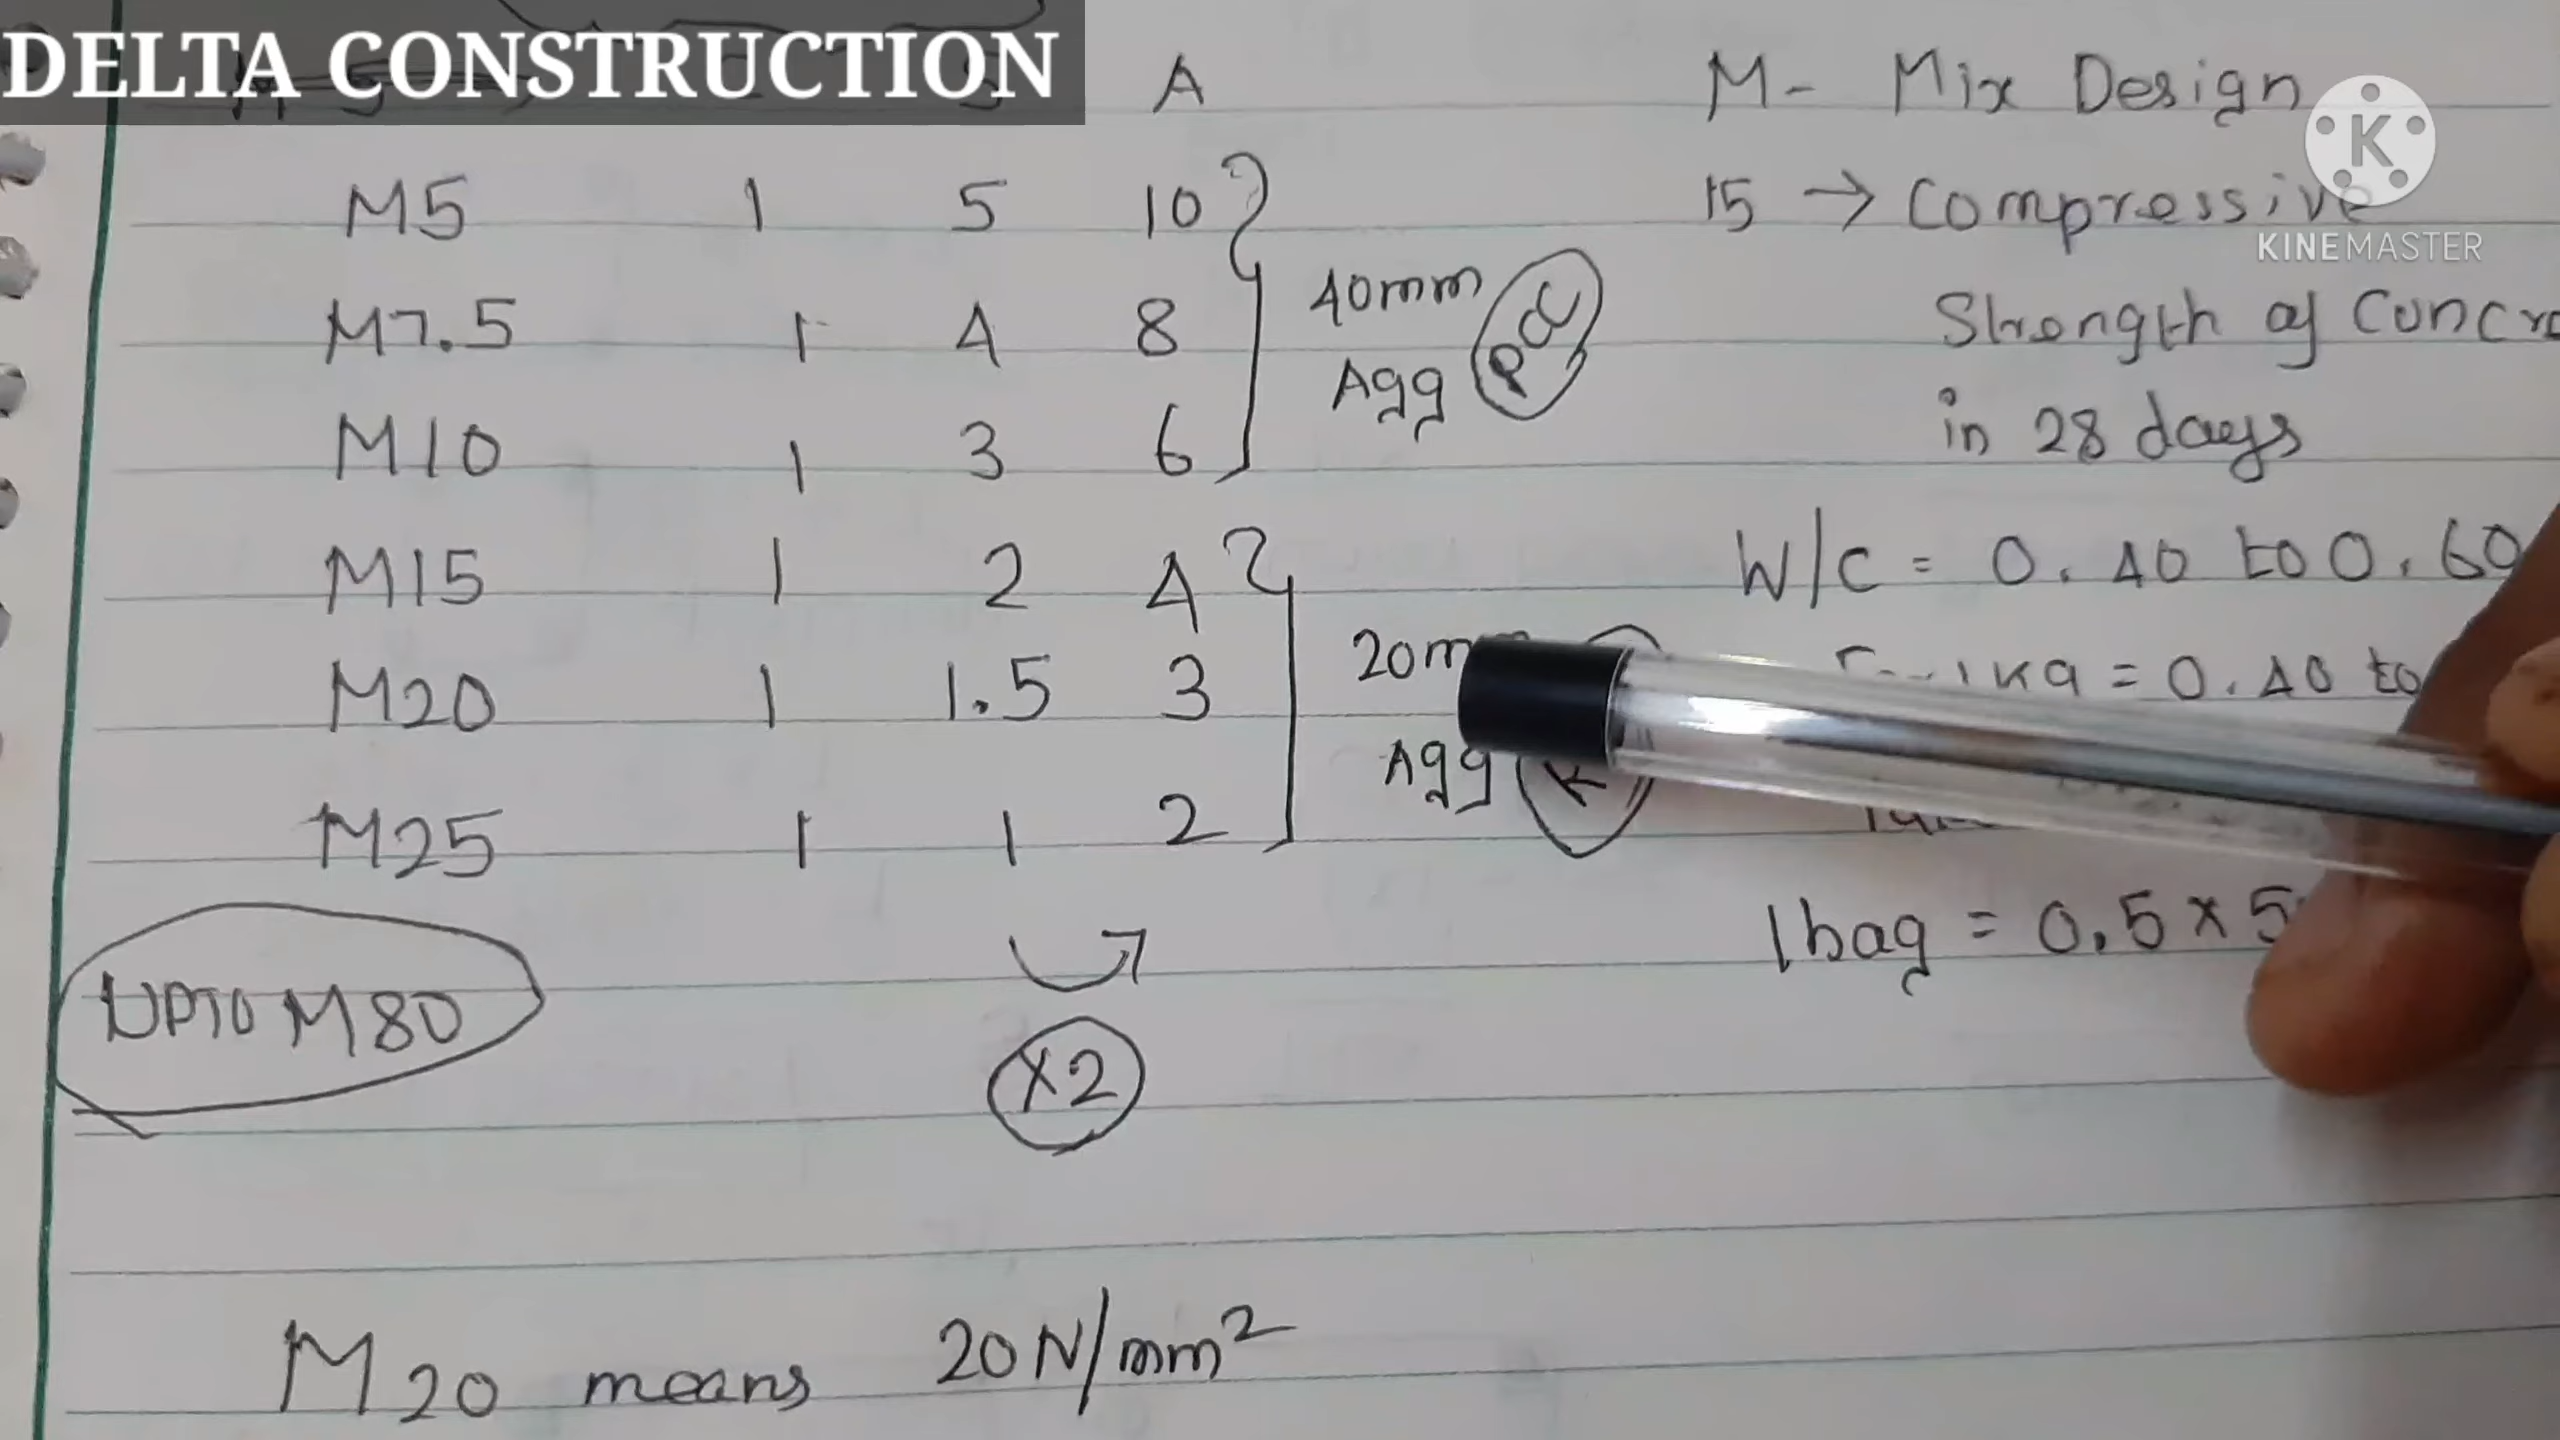 DELTA CONSTRUCTION
A
M5 1 5 10
M7.5 1 4 8
40mm
Agg
PCC
M10 1 3 6
M15 1 2 4
M20 1 1.5 3
Agg
M25 1 1 2
UPTO M80
X2
M20 means 20N/mm²
M- Mix Design
15 → Compressive
Strength of
in 28 days
W/C = 0.40 to 0.60
= 0.40 to
1bag = 0.5 x
K
KINEMASTER